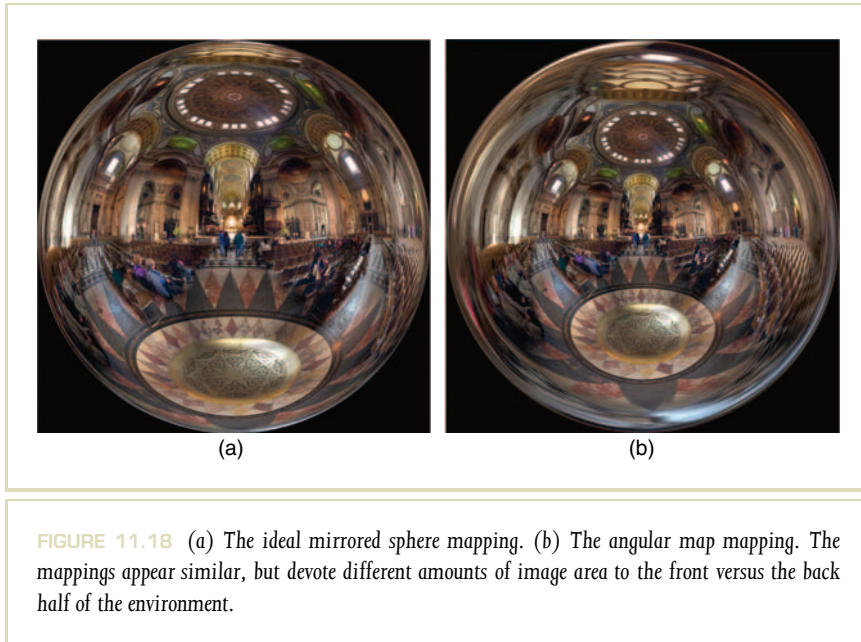 (a)
(b)
FIGURE 11.18 (a) The ideal mirrored sphere mapping. (b) The angular map mapping. The
mappings appear similar, but devote different amounts of image area to the front versus the back
half of the environment.